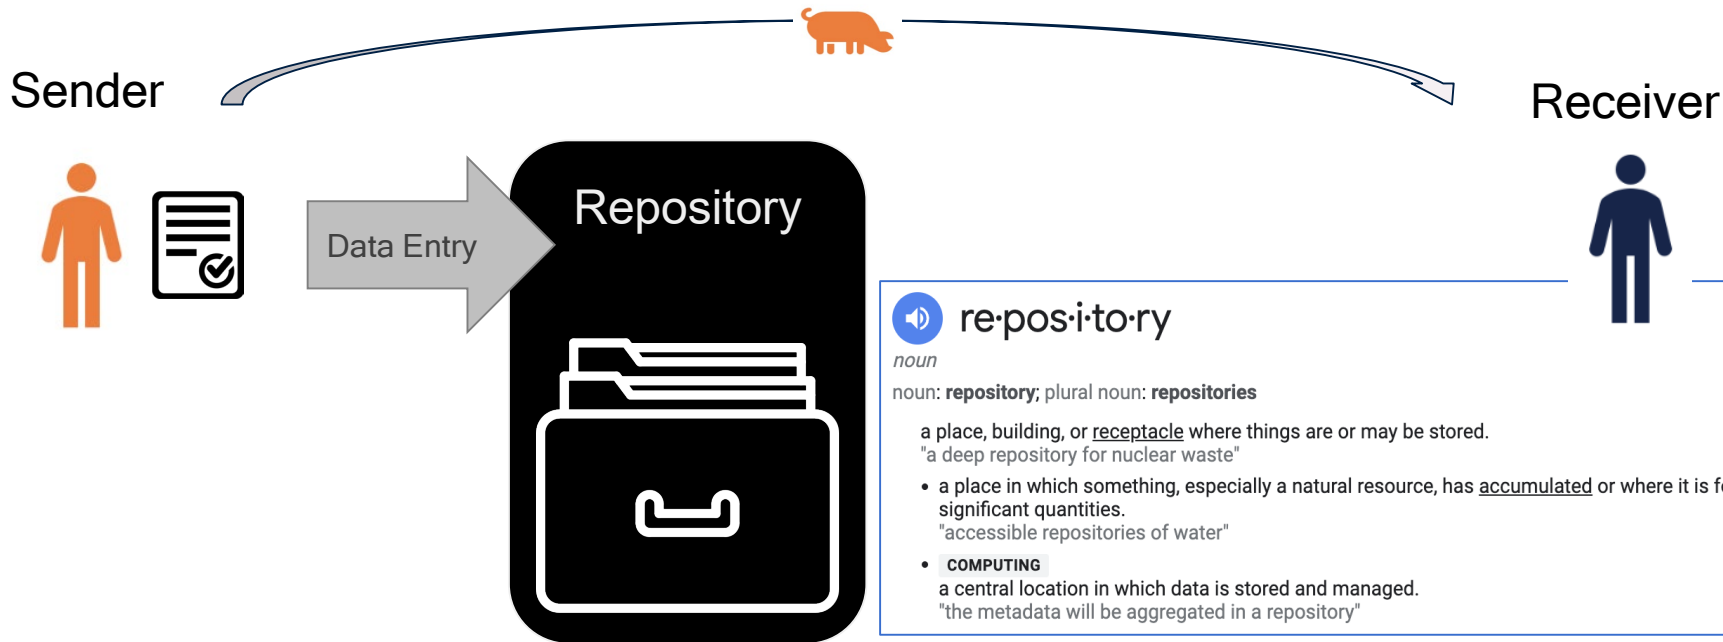 Sender
Receiver
Data Entry
Repository
re·pos·i·to·ry
noun
noun: repository; plural noun: repositories
a place, building, or receptacle where things are or may be stored.
"a deep repository for nuclear waste"
• a place in which something, especially a natural resource, has accumulated or where it is
significant quantities.
"accessible repositories of water"
• COMPUTING
a central location in which data is stored and managed.
"the metadata will be aggregated in a repository"